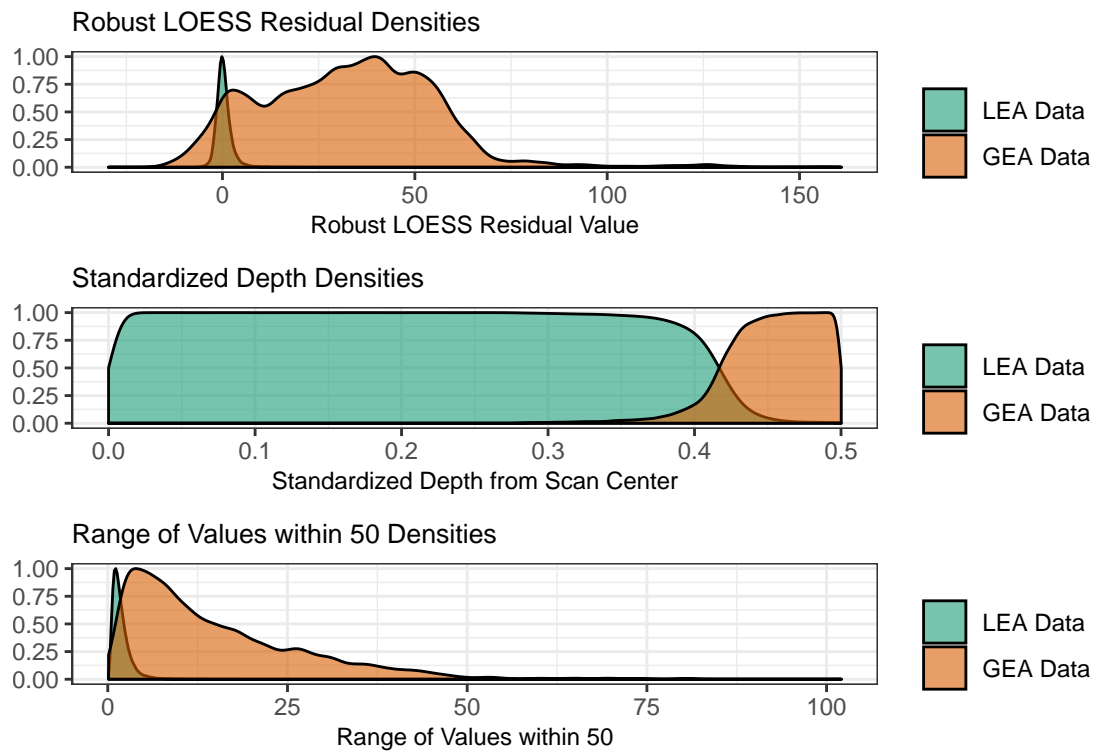 Robust LOESS Residual Densities
1.00
0.75
0.50
0.25
0.00
0 50 100 150
Robust LOESS Residual Value
LEA Data
GEA Data
Standardized Depth Densities
1.00
0.75
0.50
0.25
0.00
0.0 0.1 0.2 0.3 0.4 0.5
Standardized Depth from Scan Center
LEA Data
GEA Data
Range of Values within 50 Densities
1.00
0.75
0.50
0.25
0.00
0 25 50 75 100
Range of Values within 50
LEA Data
GEA Data